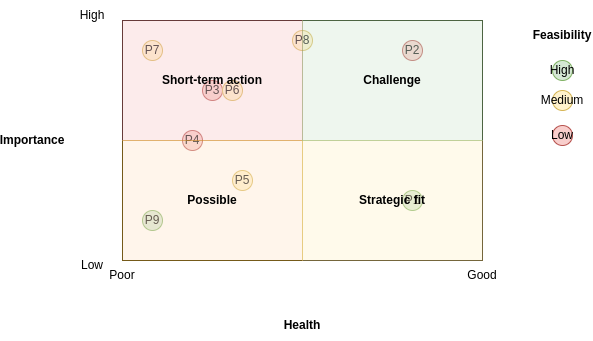 High
Feasibility
P8
P7
P2
High
Short-term action
Challenge
P3
P6
Medium
Low
Importance
P4
P5
Possible
Strategic fit
P9
Low
Poor
Good
Health